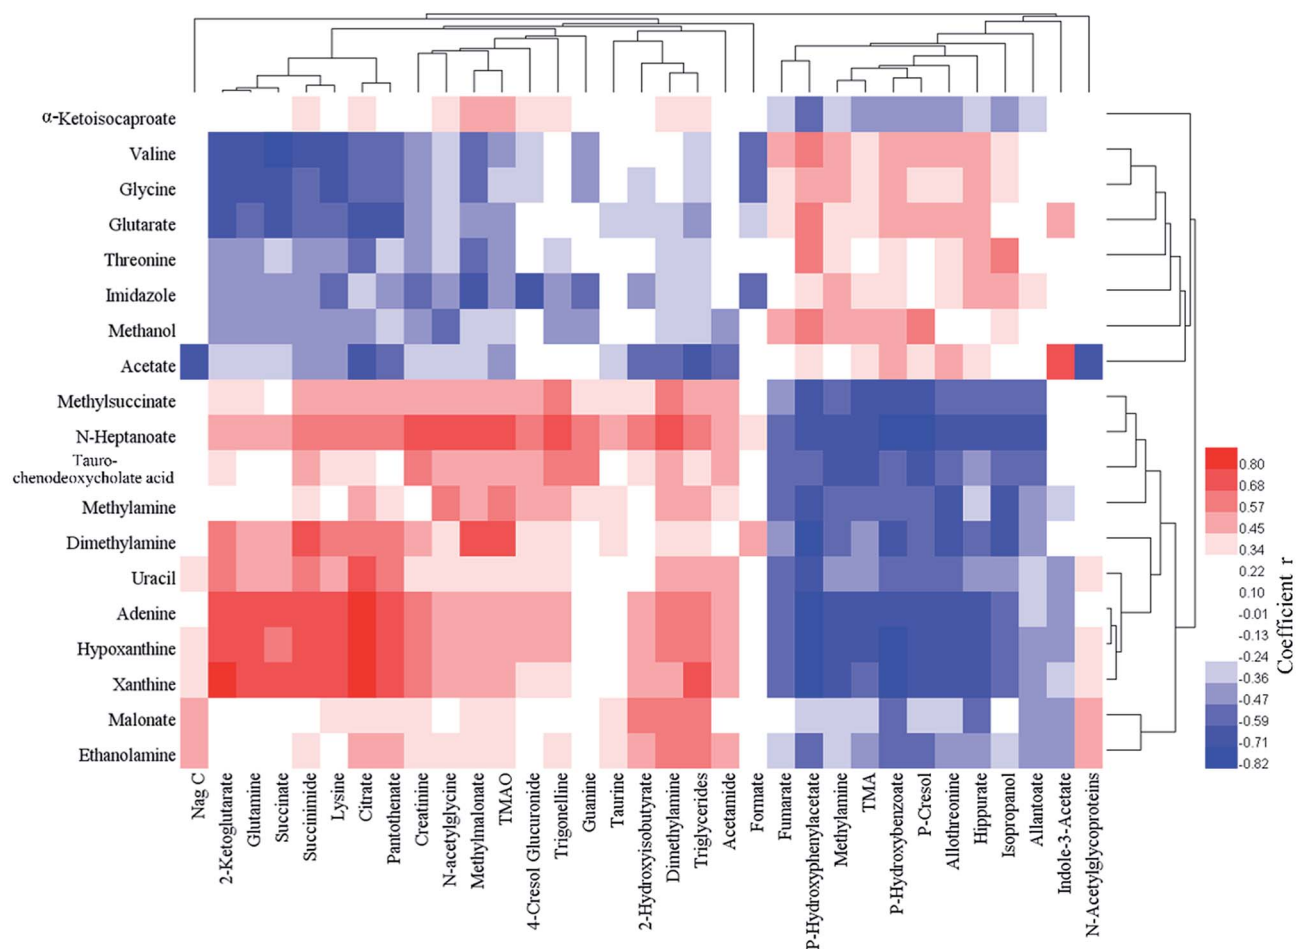 α-Ketoisocaproate
Valine
Glycine
Glutarate
Threonine
Imidazole
Methanol
Acetate
Methylsuccinate
N-Heptanoate
Tauro-
chenodeoxycholate acid
Methylamine
Dimethylamine
Uracil
Adenine
Hypoxanthine
Xanthine
Malonate
Ethanolamine
Nag C
2-Ketoglutarate
Glutamine
Succinate
Succinimide
Lysine
Citrate
Pantothenate
Creatinine
N-acetylglycine
Methylmalonate
TMAO
4-Cresol Glucuronide
Trigonelline
Guanine
Taurine
2-Hydroxyisobutyrate
Dimethylamine
Triglycerides
Acetamide
Formate
Fumarate
P-Hydroxyphenylacetate
Methylamine
TMA
P-Hydroxybenzoate
P-Cresol
Allothreonine
Hippurate
Isopropanol
Allantoate
Indole-3-Acetate
N-Acetylglycoproteins
0.80
0.68
0.57
0.45
0.34
0.22
0.10
-0.01
-0.13
-0.24
-0.36
-0.47
-0.59
-0.71
-0.82
Coefficient r